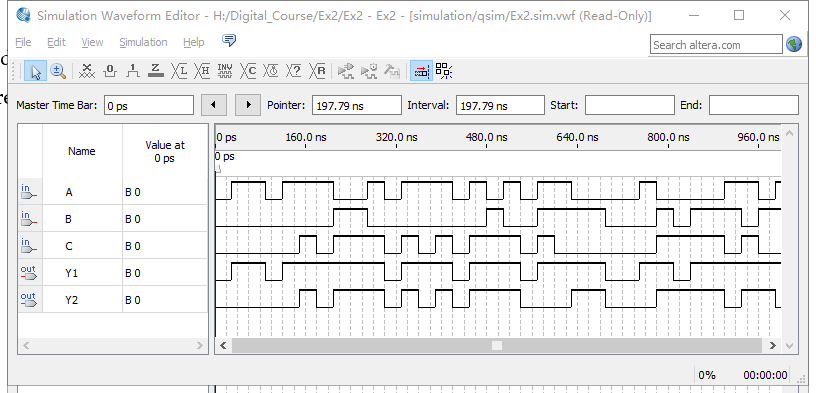 Simulation Waveform Editor - H:/Digital_Course/Ex2/Ex2 - Ex2 - [simulation/qsim/Ex2.sim.vwf (Read-Only)]
File Edit View Simulation Help
Search altera.com
Master Time Bar: 0 ps Pointer: 197.79 ns Interval: 197.79 ns Start: End:
Name Value at 0 ps
0 ps 160.0 ns 320.0 ns 480.0 ns 640.0 ns 800.0 ns 960.0 ns
0 ps
in A B 0
in B B 0
in C B 0
out Y1 B 0
out Y2 B 0
0% 00:00:00